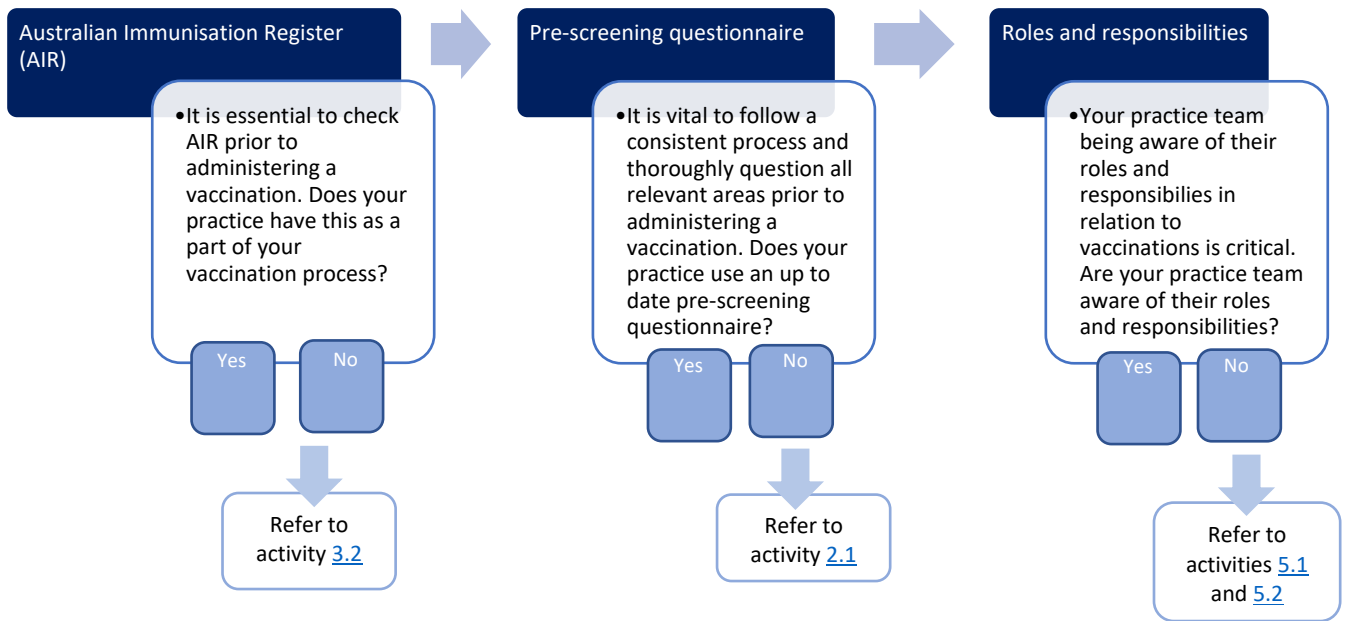 Australian Immunisation Register
(AIR)
•It is essential to check
AIR prior to
administering a
vaccination. Does your
practice have this as a
part of your
vaccination process?
Yes
No
Refer to
activity 3.2
Pre-screening questionnaire
•It is vital to follow a
consistent process and
thoroughly question all
relevant areas prior to
administering a
vaccination. Does your
practice use an up to
date pre-screening
questionnaire?
Yes
No
Refer to
activity 2.1
Roles and responsibilities
•Your practice team
being aware of their
roles and
responsibilies in
relation to
vaccinations is critical.
Are your practice team
aware of their roles
and responsibilities?
Yes
No
Refer to
activities 5.1
and 5.2